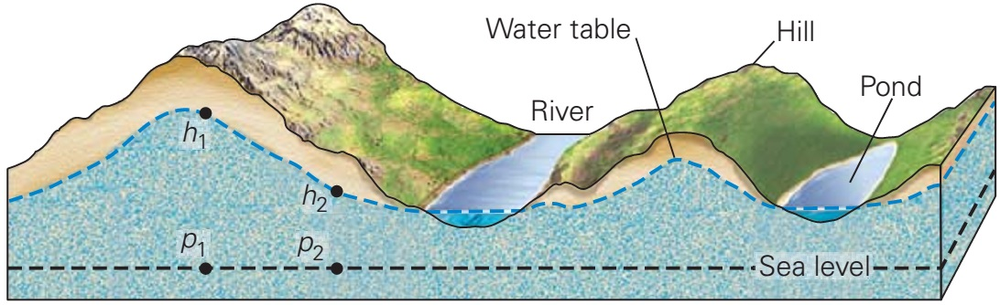 Water table
Hill
Pond
River
h1
h2
p1
p2
Sea level